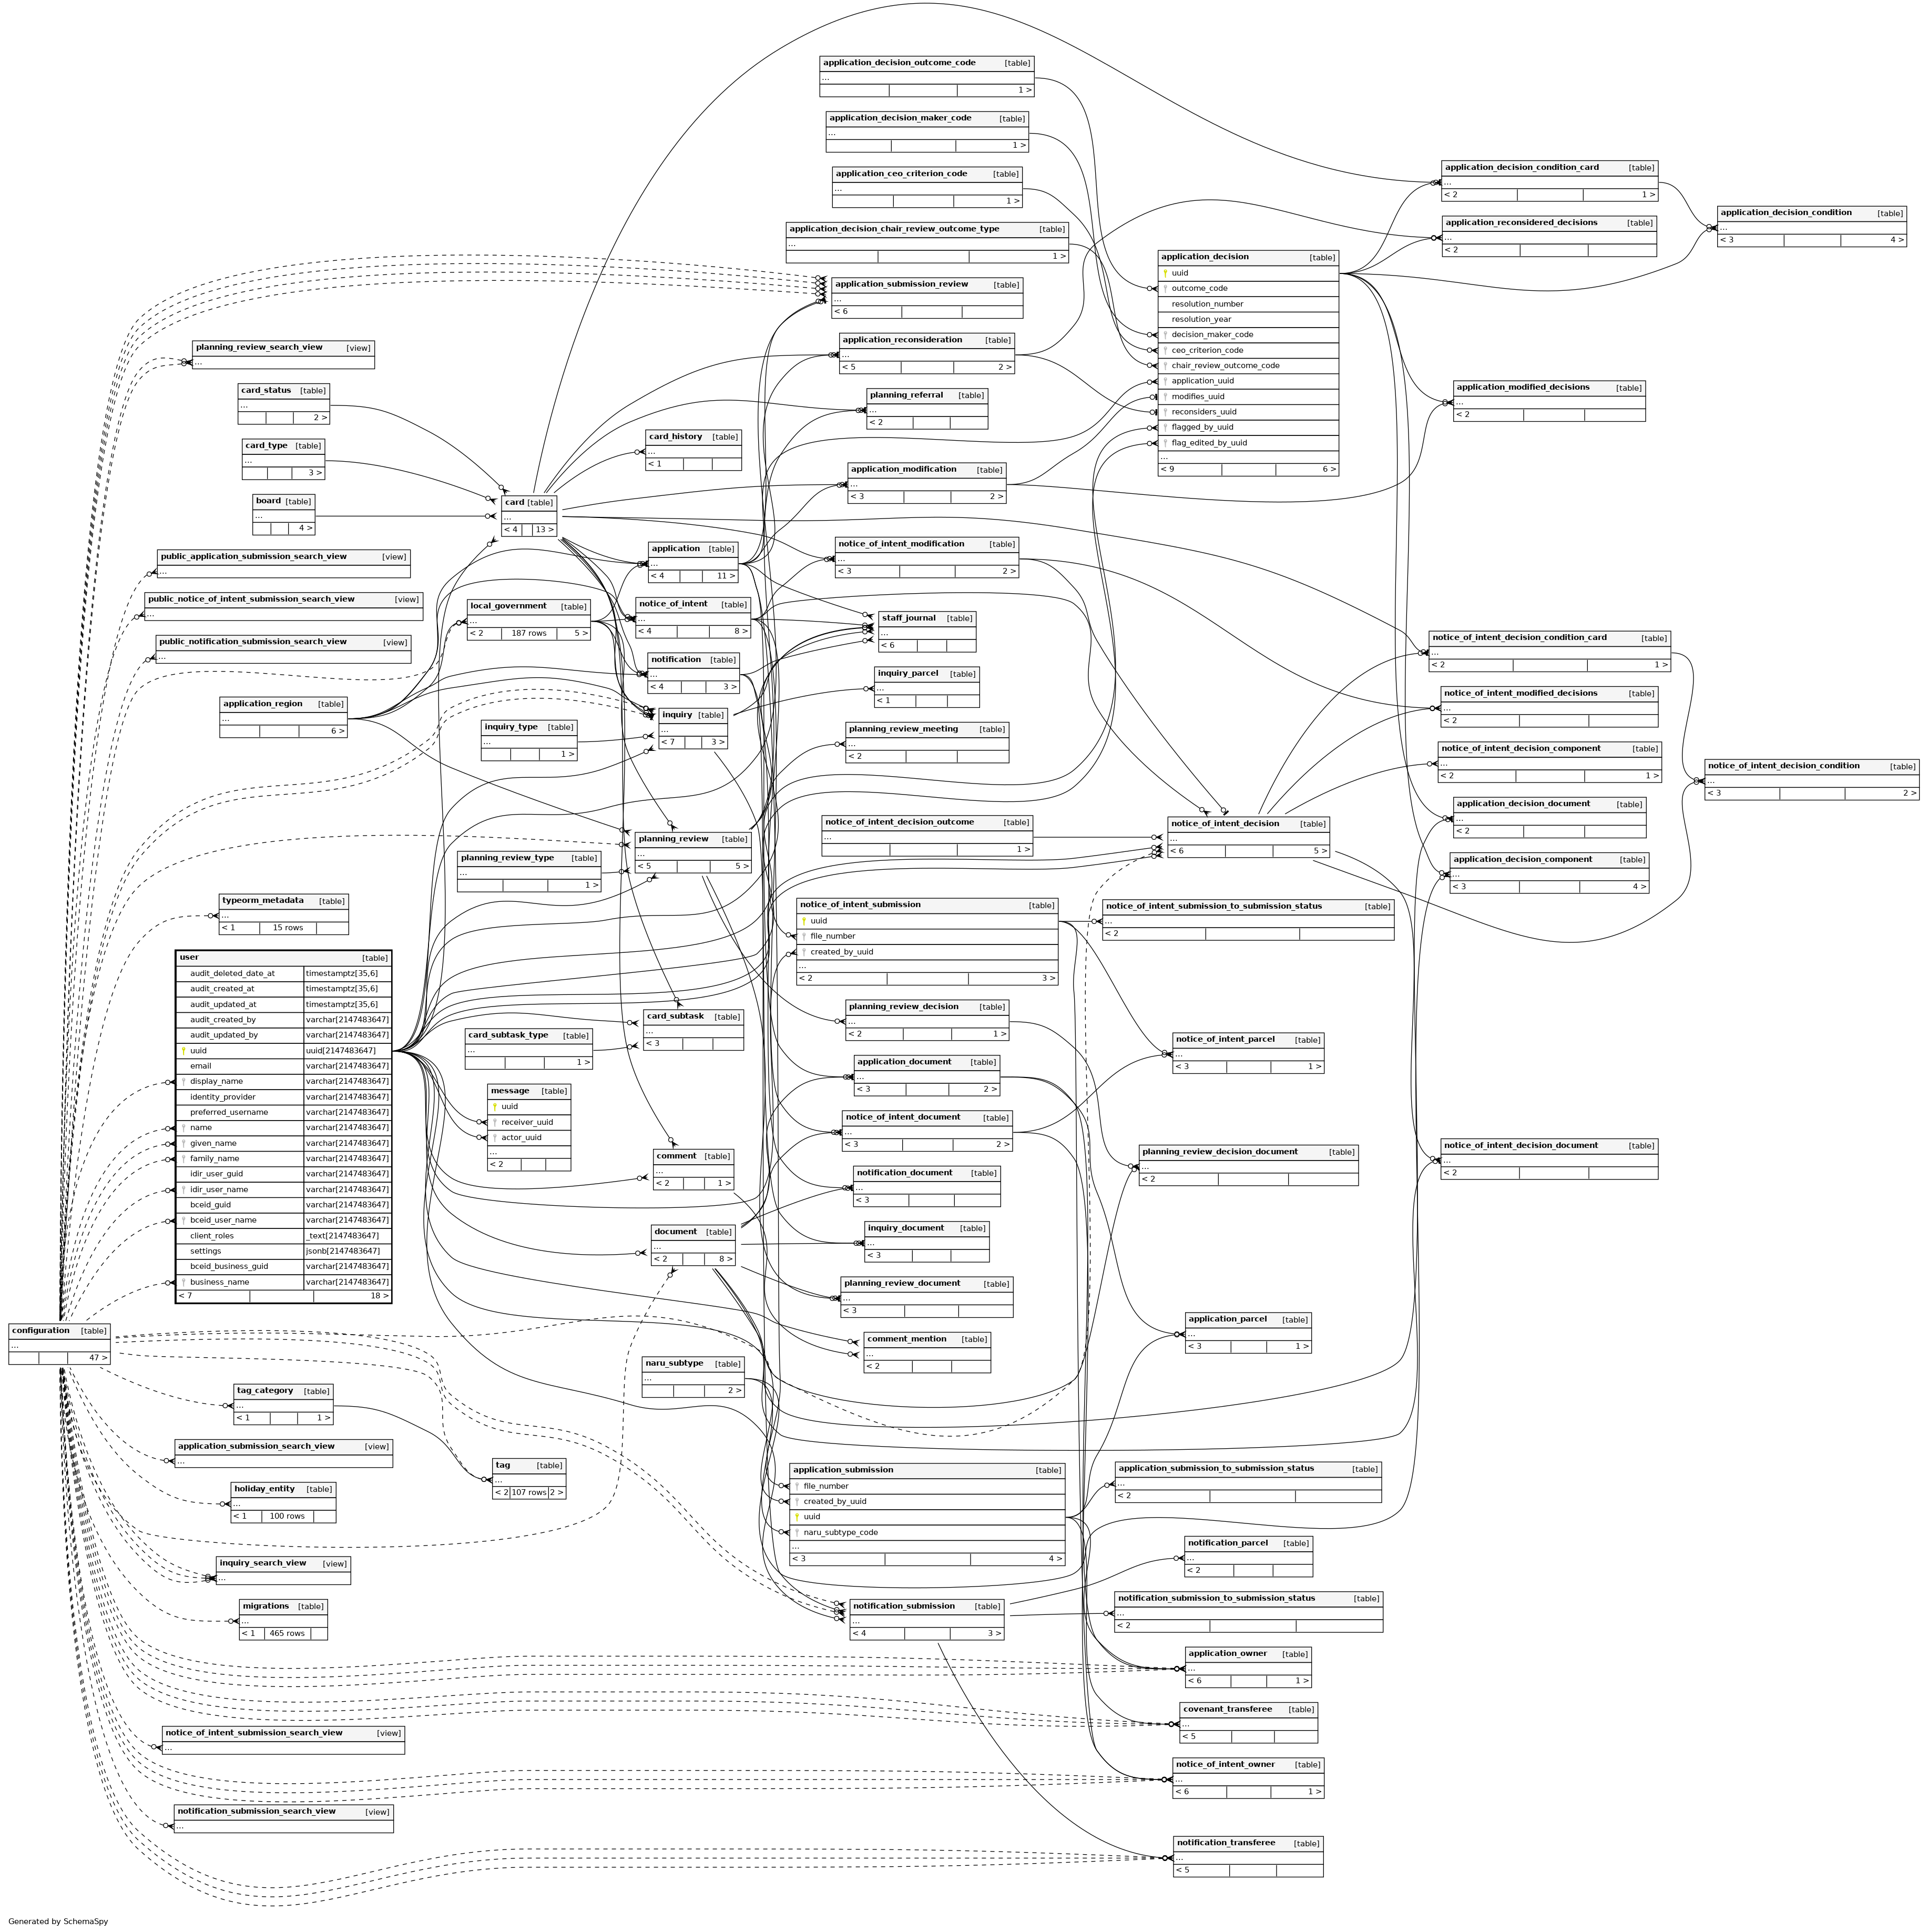 application_decision_outcome_code [table]
...
1 >
application_decision_maker_code [table]
...
1 >
application_ceo_criterion_code [table]
...
1 >
application_decision_chair_review_outcome_type [table]
...
1 >
application_submission_review [table]
...
< 6
application_reconsideration [table]
...
< 5 2 >
planning_referral [table]
...
< 2
application_modification [table]
...
< 3 2 >
application_decision [table]
uuid
outcome_code
resolution_number
resolution_year
decision_maker_code
ceo_criterion_code
chair_review_outcome_code
application_uuid
modifies_uuid
reconsiders_uuid
flagged_by_uuid
flag_edited_by_uuid
...
< 9 6 >
application_decision_condition_card [table]
...
< 2 1 >
application_reconsidered_decisions [table]
...
< 2
application_decision_condition [table]
...
< 3 4 >
application_modified_decisions [table]
...
< 2
planning_review_search_view [view]
...
card_status [table]
...
2 >
card_type [table]
...
3 >
board [table]
...
4 >
card_history [table]
...
< 1
card [table]
...
< 4 13 >
public_application_submission_search_view [view]
...
public_notice_of_intent_submission_search_view [view]
...
public_notification_submission_search_view [view]
...
application_region [table]
...
6 >
local_government [table]
...
< 2 187 rows 5 >
application [table]
...
< 4 11 >
notice_of_intent [table]
...
< 4 8 >
notification [table]
...
< 4 3 >
inquiry [table]
...
< 7 3 >
inquiry_type [table]
...
1 >
notice_of_intent_modification [table]
...
< 3 2 >
staff_journal [table]
...
< 6
inquiry_parcel [table]
...
< 1
planning_review_meeting [table]
...
< 2
planning_review [table]
...
< 5 5 >
planning_review_type [table]
...
1 >
notice_of_intent_decision_outcome [table]
...
1 >
notice_of_intent_decision [table]
...
< 6 5 >
notice_of_intent_decision_condition_card [table]
...
< 2 1 >
notice_of_intent_modified_decisions [table]
...
< 2
notice_of_intent_decision_component [table]
...
< 2 1 >
notice_of_intent_decision_condition [table]
...
< 3 2 >
application_decision_document [table]
...
< 2
application_decision_component [table]
...
< 3 4 >
typeorm_metadata [table]
...
< 1 15 rows
user [table]
audit_deleted_date_at timestamptz[35,6]
audit_created_at timestamptz[35,6]
audit_updated_at timestamptz[35,6]
audit_created_by varchar[2147483647]
audit_updated_by varchar[2147483647]
uuid uuid[2147483647]
email varchar[2147483647]
display_name varchar[2147483647]
identity_provider varchar[2147483647]
preferred_username varchar[2147483647]
name varchar[2147483647]
given_name varchar[2147483647]
family_name varchar[2147483647]
idir_user_guid varchar[2147483647]
idir_user_name varchar[2147483647]
bceid_guid varchar[2147483647]
bceid_user_name varchar[2147483647]
client_roles _text[2147483647]
settings jsonb[2147483647]
bceid_business_guid varchar[2147483647]
business_name varchar[2147483647]
< 7 18 >
notice_of_intent_submission [table]
uuid
file_number
created_by_uuid
...
< 2 3 >
notice_of_intent_submission_to_submission_status [table]
...
< 2
card_subtask [table]
...
< 3
card_subtask_type [table]
...
1 >
message [table]
uuid
receiver_uuid
actor_uuid
...
< 2
comment [table]
...
< 2 1 >
document [table]
...
< 2 8 >
planning_review_decision [table]
...
< 2 1 >
application_document [table]
...
< 3 2 >
notice_of_intent_document [table]
...
< 3 2 >
notification_document [table]
...
< 3
inquiry_document [table]
...
< 3
planning_review_document [table]
...
< 3
comment_mention [table]
...
< 2
notice_of_intent_parcel [table]
...
< 3 1 >
planning_review_decision_document [table]
...
< 2
notice_of_intent_decision_document [table]
...
< 2
application_parcel [table]
...
< 3 1 >
configuration [table]
...
47 >
naru_subtype [table]
...
2 >
tag_category [table]
...
< 1 1 >
application_submission_search_view [view]
...
tag [table]
...
< 2 107 rows 2 >
holiday_entity [table]
...
< 1 100 rows
inquiry_search_view [view]
...
migrations [table]
...
< 1 465 rows
application_submission [table]
file_number
created_by_uuid
uuid
naru_subtype_code
...
< 3 4 >
application_submission_to_submission_status [table]
...
< 2
notification_parcel [table]
...
< 2
notification_submission [table]
...
< 4 3 >
notification_submission_to_submission_status [table]
...
< 2
application_owner [table]
...
< 6 1 >
covenant_transferee [table]
...
< 5
notice_of_intent_owner [table]
...
< 6 1 >
notice_of_intent_submission_search_view [view]
...
notification_submission_search_view [view]
...
notification_transferee [table]
...
< 5
Generated by SchemaSpy